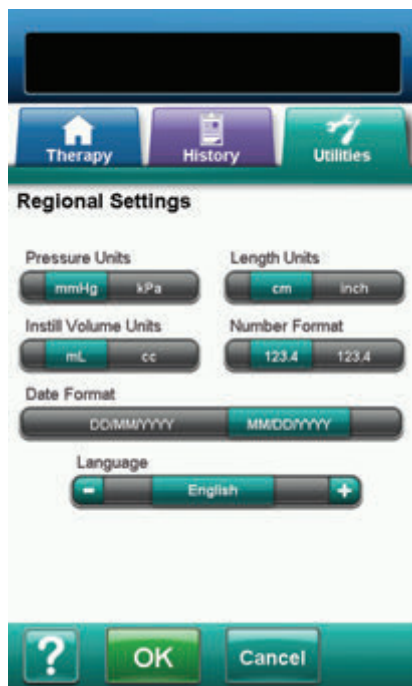 Therapy History Utilities
Regional Settings
Pressure Units Length Units
mmHg kPa cm inch
Instill Volume Units Number Format
mL cc 123.4 123.4
Date Format
DD/MM/YYYY MM/DD/YYYY
Language
- English +
? OK Cancel